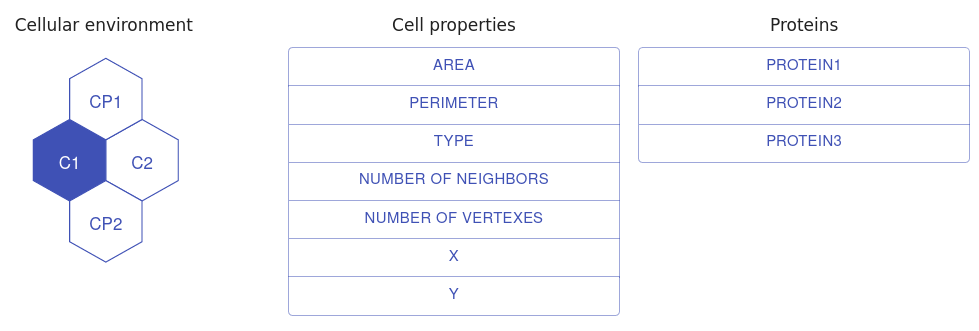 Cellular environment
CP1
C1
C2
CP2
Cell properties
AREA
PERIMETER
TYPE
NUMBER OF NEIGHBORS
NUMBER OF VERTEXES
X
Y
Proteins
PROTEIN1
PROTEIN2
PROTEIN3